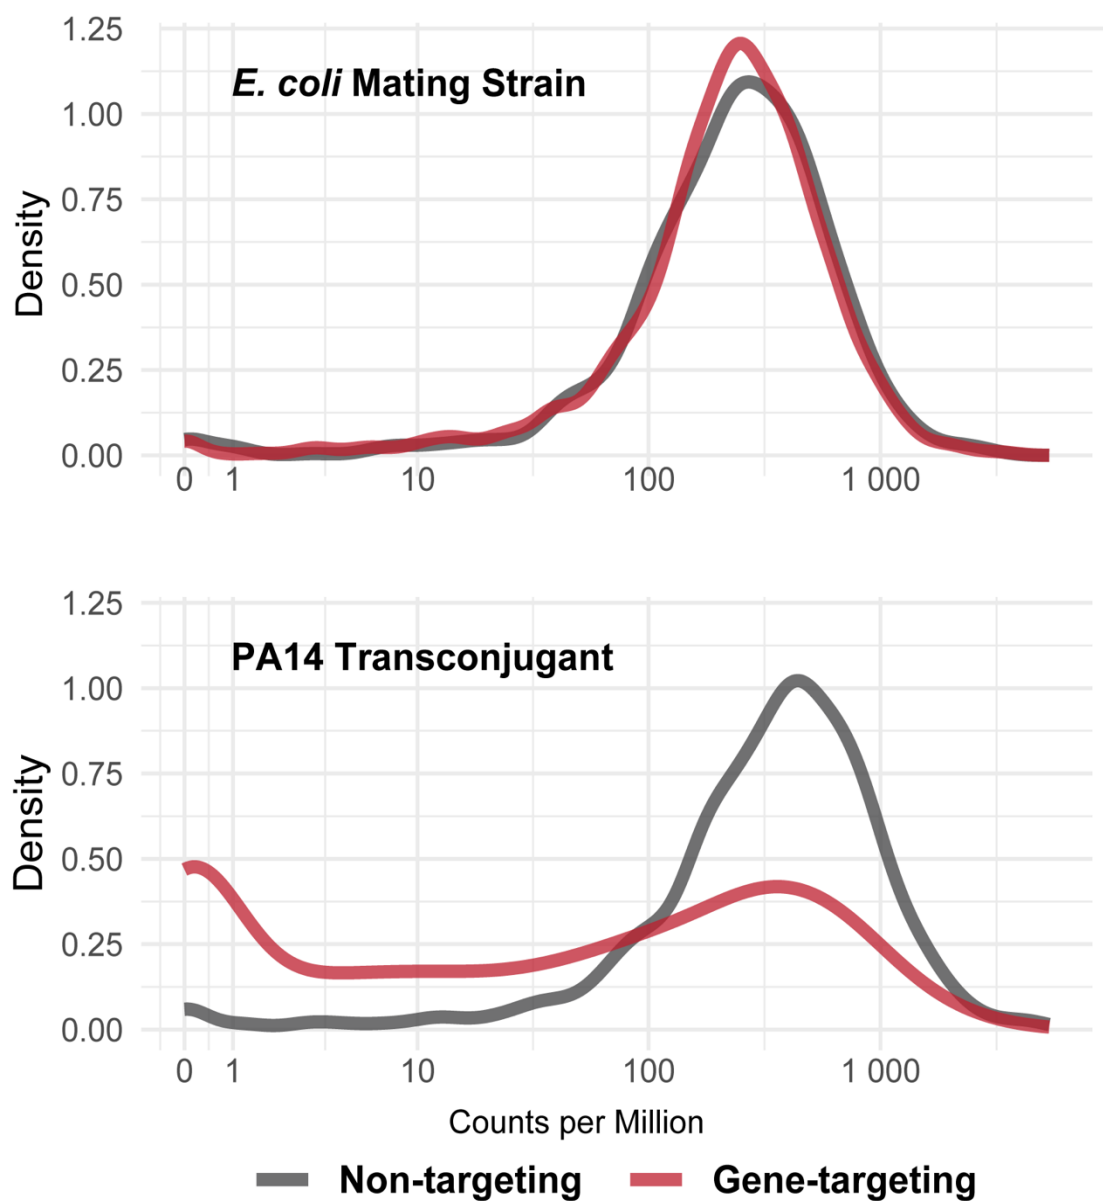 1.25
E. coli Mating Strain
1.00
0.75
Density
0.50
0.25
0.00
0 1 10 100 1 000
1.25
PA14 Transconjugant
1.00
0.75
Density
0.50
0.25
0.00
0 1 10 100 1 000
Counts per Million
Non-targeting Gene-targeting